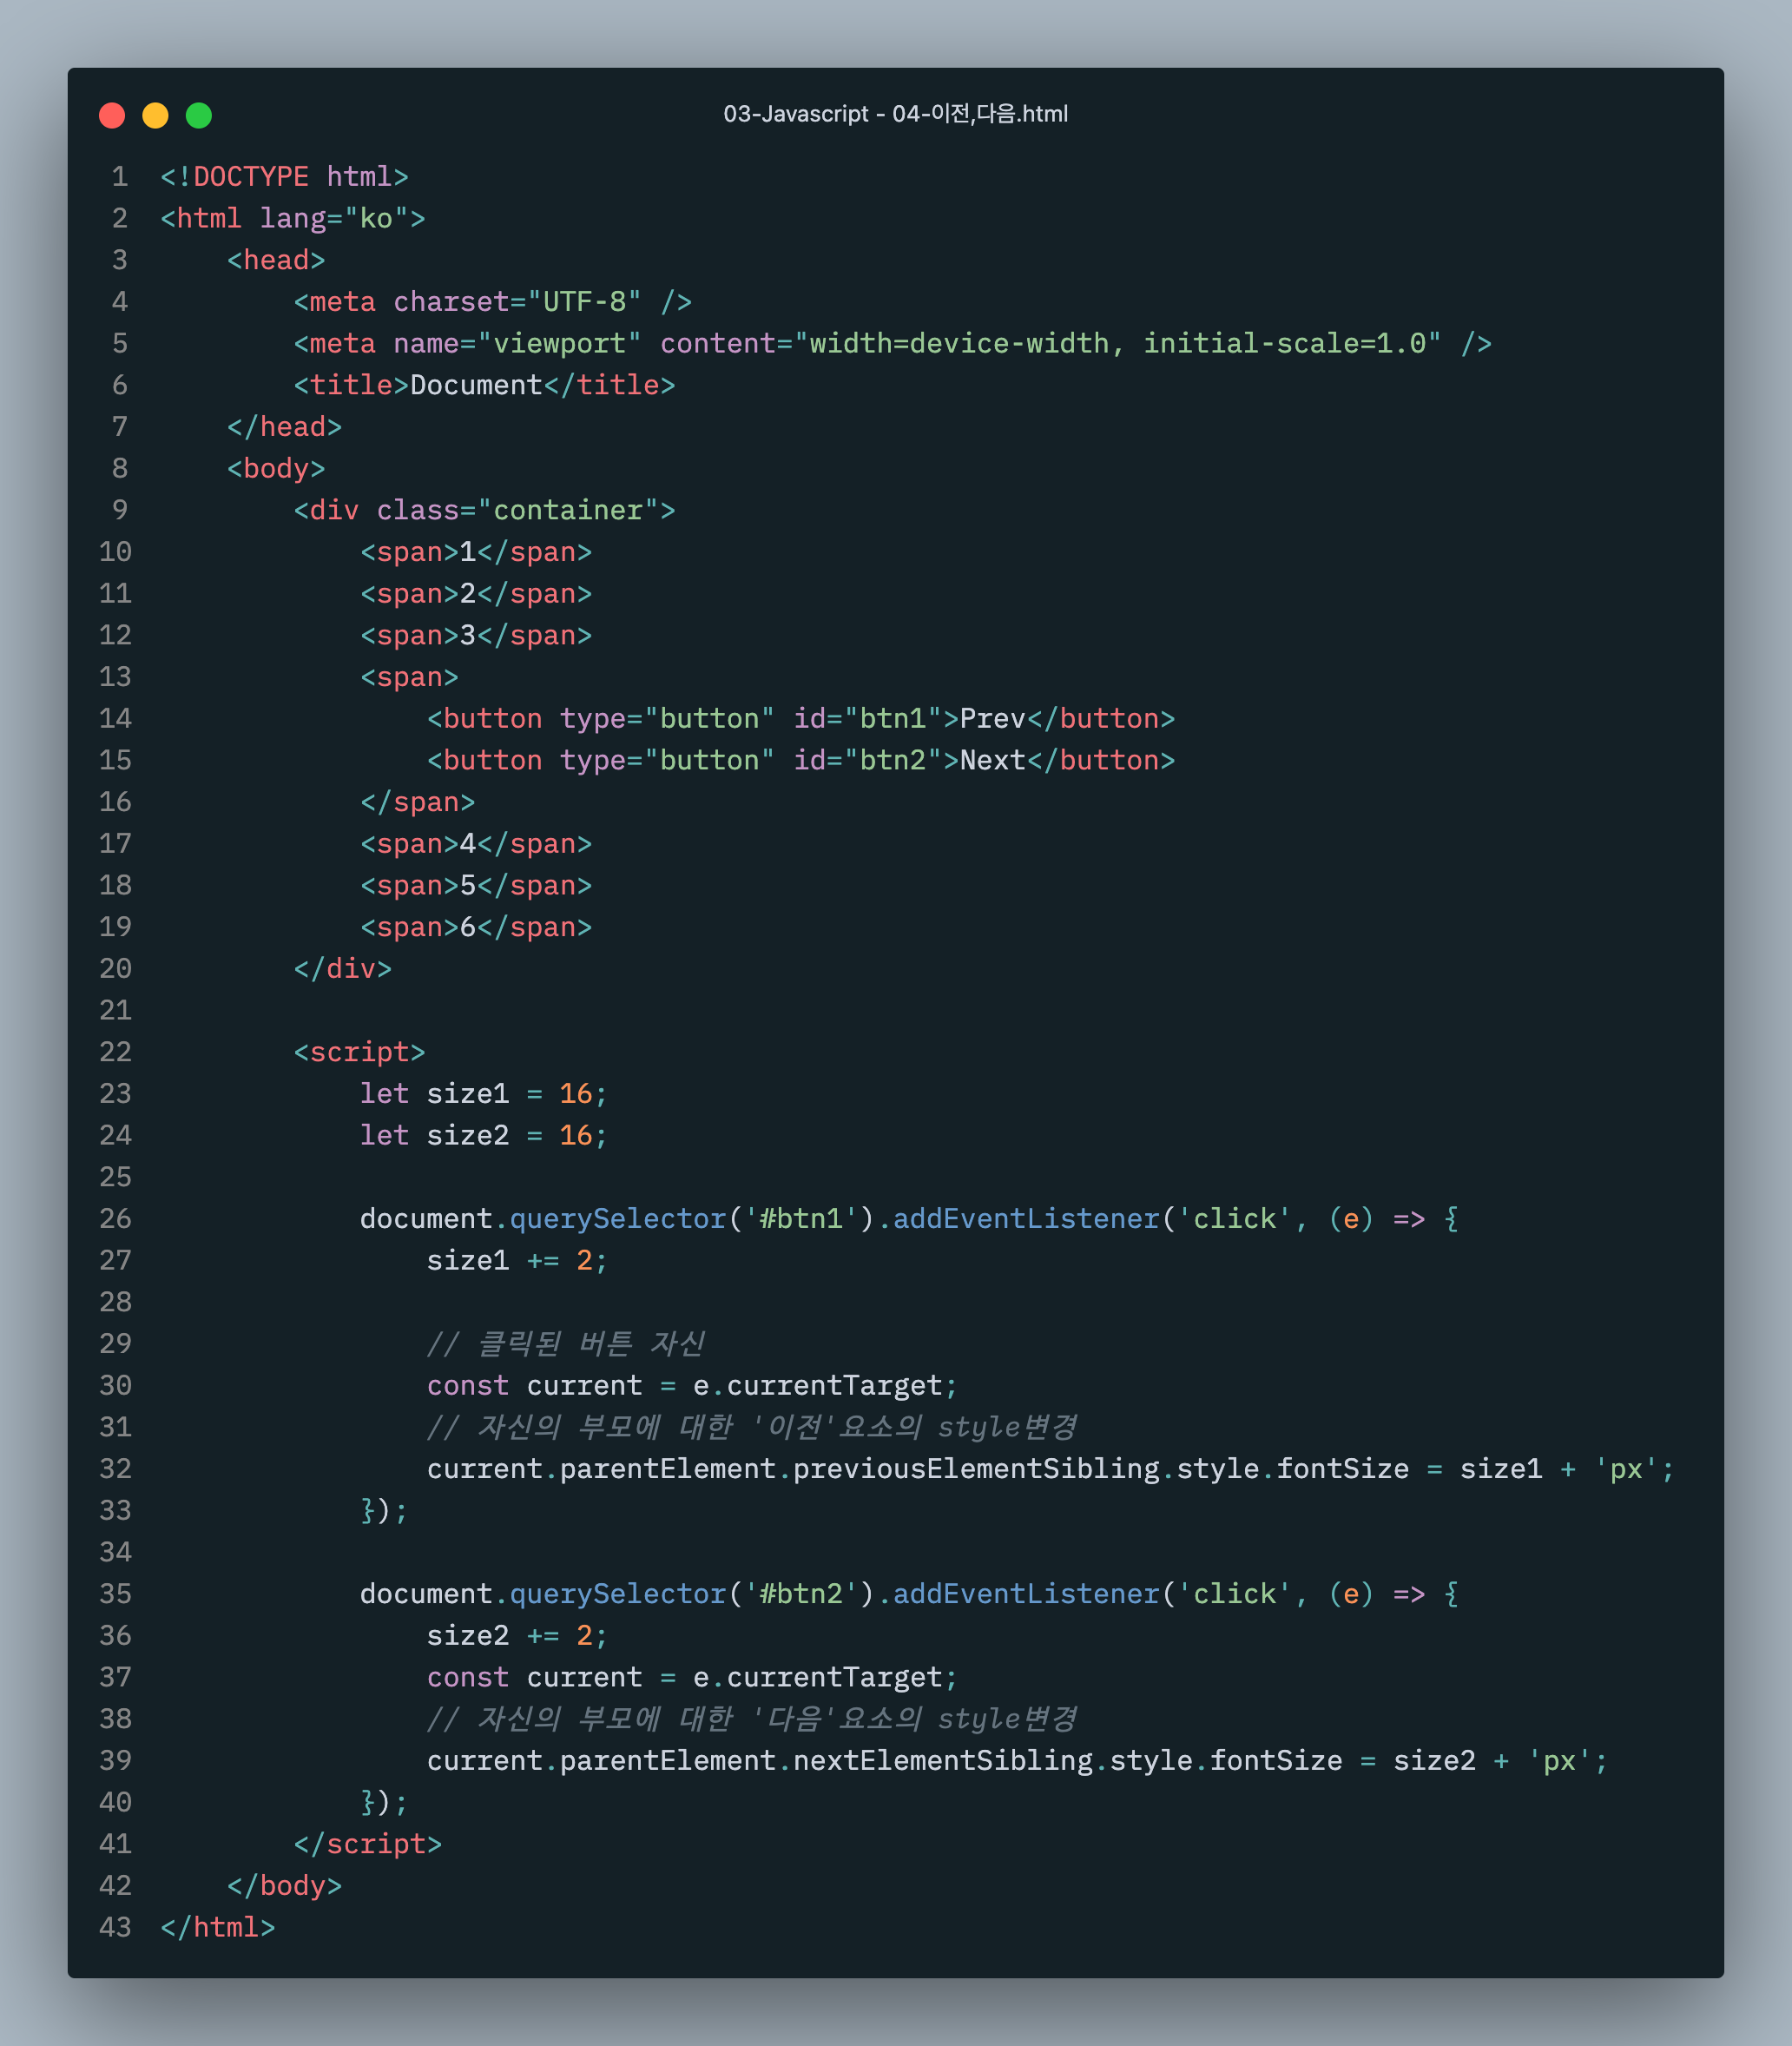 03-Javascript - 04-이전,다음.html
1 <!DOCTYPE html>
2 <html lang="ko">
3     <head>
4         <meta charset="UTF-8" />
5         <meta name="viewport" content="width=device-width, initial-scale=1.0" />
6         <title>Document</title>
7     </head>
8     <body>
9         <div class="container">
10             <span>1</span>
11             <span>2</span>
12             <span>3</span>
13             <span>
14                 <button type="button" id="btn1">Prev</button>
15                 <button type="button" id="btn2">Next</button>
16             </span>
17             <span>4</span>
18             <span>5</span>
19             <span>6</span>
20         </div>
21
22         <script>
23             let size1 = 16;
24             let size2 = 16;
25
26             document.querySelector('#btn1').addEventListener('click', (e) => {
27                 size1 += 2;
28
29                 // 클릭된 버튼 자신
30                 const current = e.currentTarget;
31                 // 자신의 부모에 대한 '이전'요소의 style변경
32                 current.parentElement.previousElementSibling.style.fontSize = size1 + 'px';
33             });
34
35             document.querySelector('#btn2').addEventListener('click', (e) => {
36                 size2 += 2;
37                 const current = e.currentTarget;
38                 // 자신의 부모에 대한 '다음'요소의 style변경
39                 current.parentElement.nextElementSibling.style.fontSize = size2 + 'px';
40             });
41         </script>
42     </body>
43 </html>